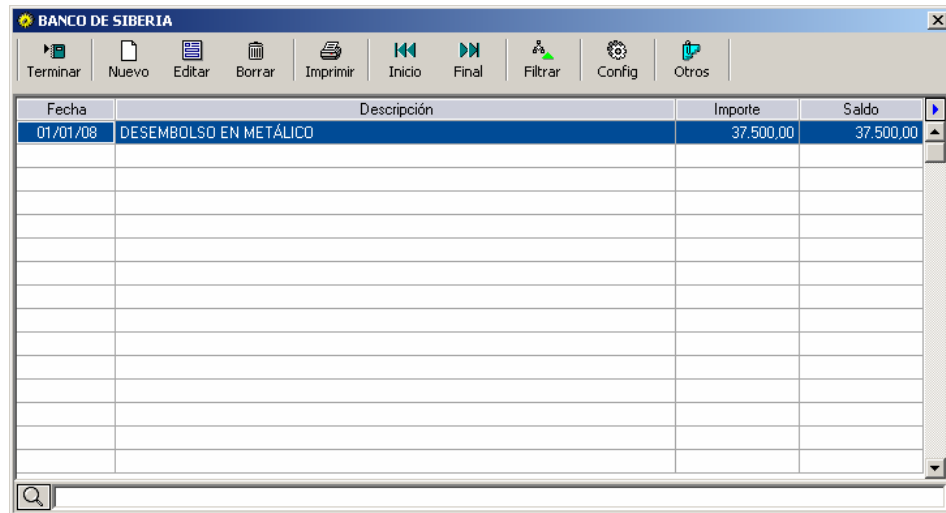 BANCO DE SIBERIA
Terminar Nuevo Editar Borrar Imprimir Inicio Final Filtrar Config Otros
Fecha Descripción Importe Saldo
01/01/08 DESEMBOLSO EN METÁLICO 37.500,00 37.500,00